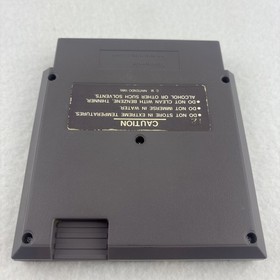 CAUTION
● DO NOT STORE IN EXTREME TEMPERATURES.
● DO NOT IMMERSE IN WATER.
● DO NOT CLEAN WITH BENZENE, THINNER,
ALCOHOL OR OTHER SUCH SOLVENTS.